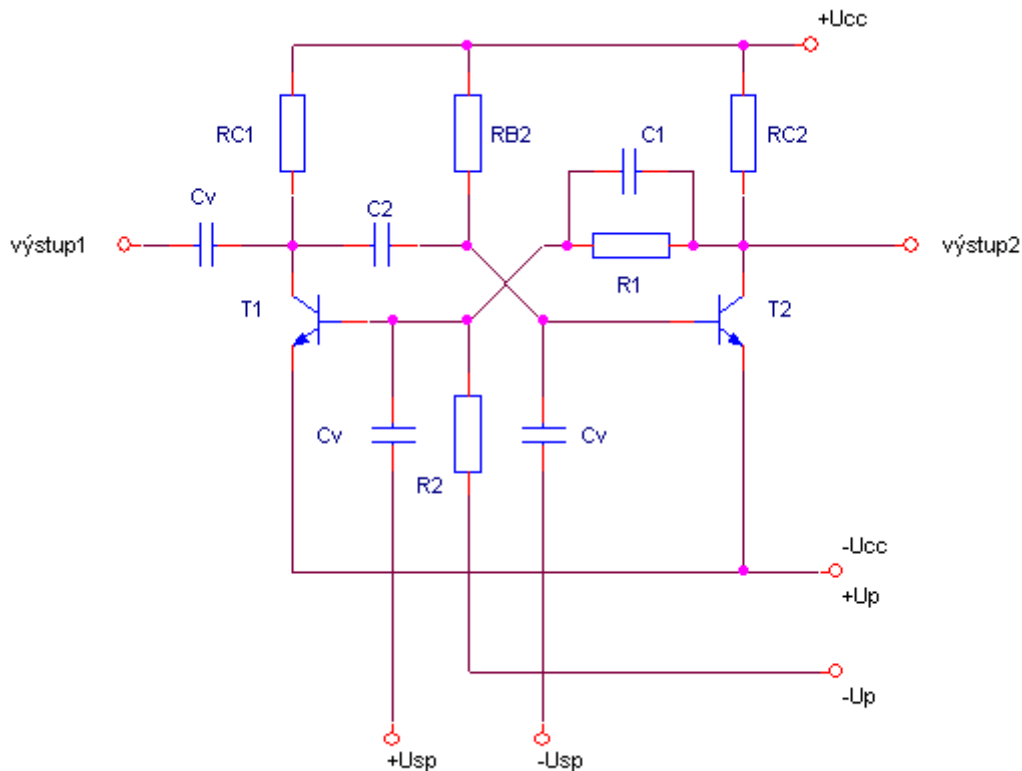 +Ucc
RC1
RB2
C1
RC2
Cv
C2
výstup1
výstup2
R1
T1
T2
Cv
R2
Cv
-Ucc
+Up
-Up
+Usp
-Usp